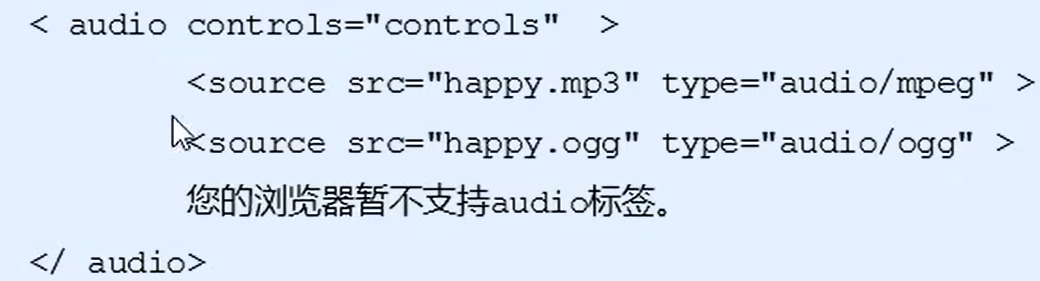 < audio controls="controls"  >
<source src="happy.mp3" type="audio/mpeg" >
<source src="happy.ogg" type="audio/ogg" >
您的浏览器暂不支持audio标签。
</ audio>